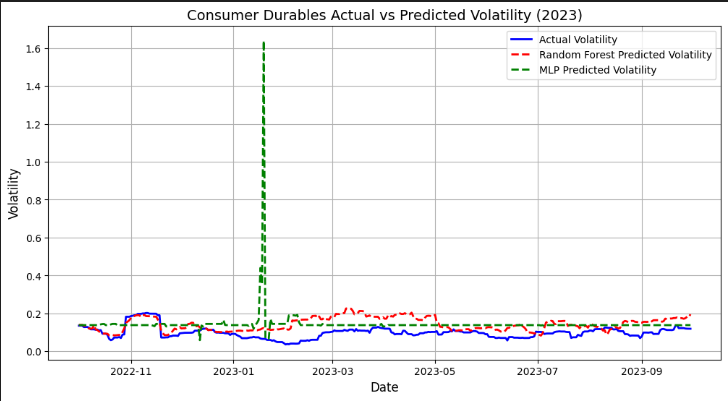 Consumer Durables Actual vs Predicted Volatility (2023)
Actual Volatility
Random Forest Predicted Volatility
MLP Predicted Volatility
Volatility
1.6
1.4
1.2
1.0
0.8
0.6
0.4
0.2
0.0
2022-11 2023-01 2023-03 2023-05 2023-07 2023-09
Date